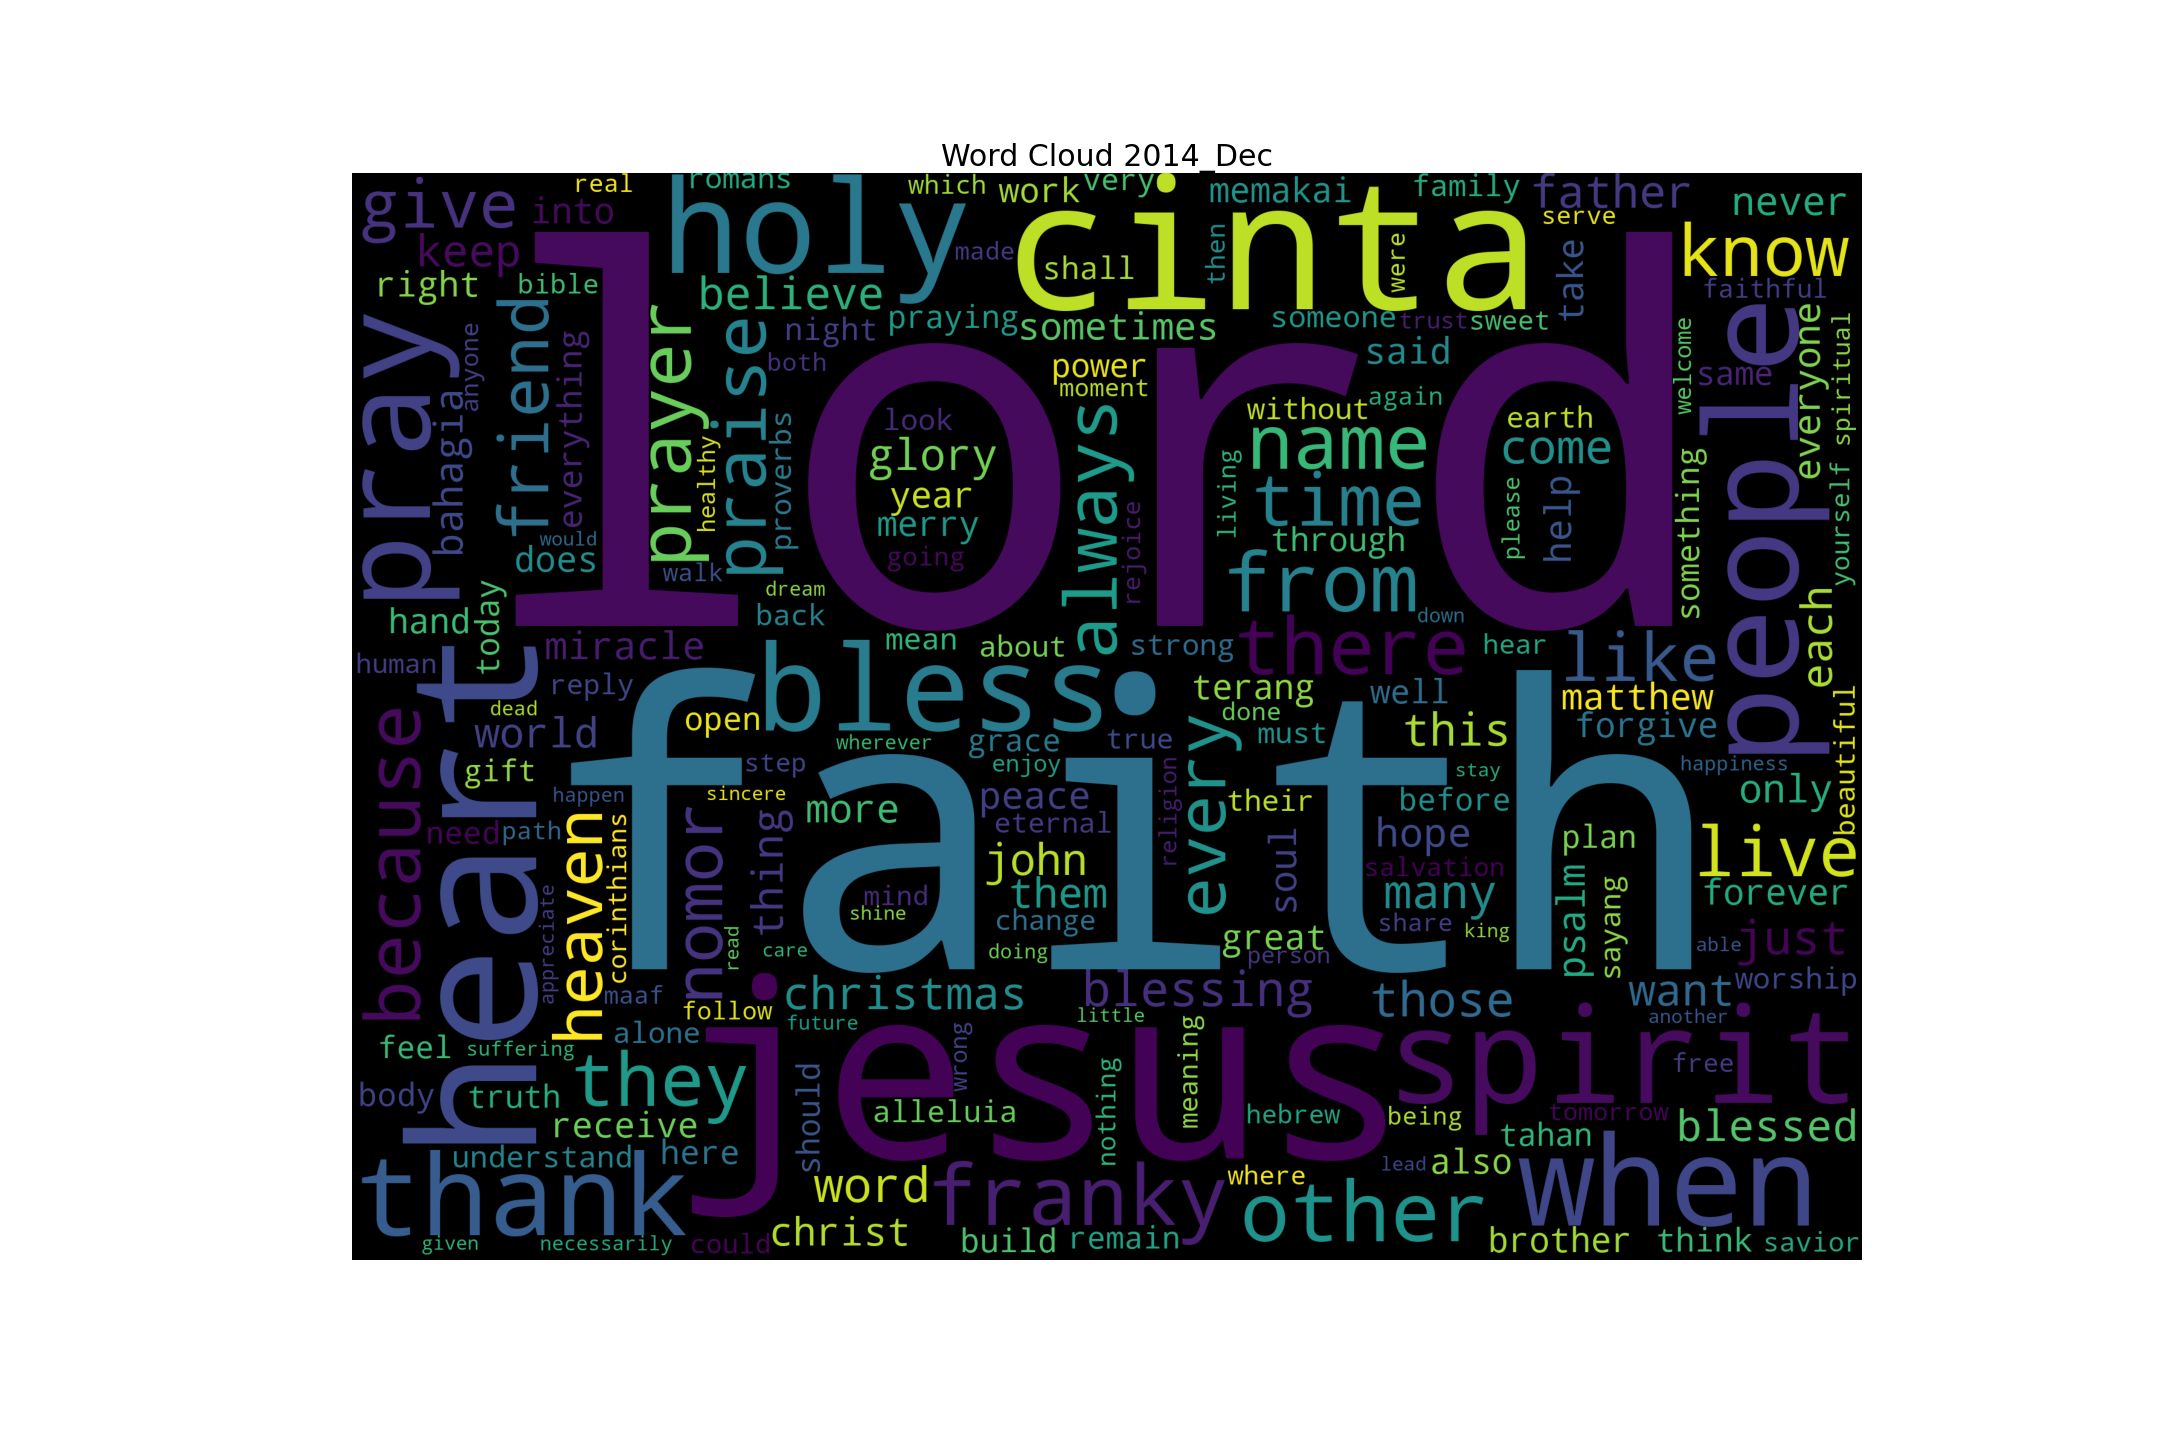 Word Cloud 2014_Dec
real
romans
which
work
very
memakai
family
father
never
give
into
holy
cinta
serve
know
keep
made
shall
then
were
take
right
bible
believe
faithful
pray
friend
prayer
praise
night
praying
sometimes
someone
trust
sweet
people
everyone
welcome
spiritual
bahagia
anyone
everything
both
power
moment
said
same
lord
healthy
proverbs
look
always
without
again
earth
glory
name
come
year
living
time
please
help
something
yourself
merry
rejoice
through
going
would
does
walk
from
today
dream
hand
back
down
each
miracle
mean
about
strong
there
hear
like
human
heart
reply
bless
terang
well
matthew
dead
open
done
this
forgive
beautiful
because
world
wherever
grace
true
every
must
faith
gift
step
enjoy
stay
happiness
happen
sincere
peace
religion
their
before
only
need
path
heaven
corinthians
nomor
thing
more
eternal
hope
plan
live
john
soul
salvation
mind
them
many
psalm
sayang
forever
appreciate
shine
change
share
king
read
care
doing
great
person
able
just
maaf
christmas
blessing
those
want
worship
follow
future
little
another
alone
jesus
spirit
feel
suffering
wrong
meaning
free
body
truth
they
should
nothing
receive
alleluia
hebrew
being
tomorrow
blessed
tahan
understand
here
thank
word
franky
where
lead
also
when
other
christ
given
necessarily
could
build
remain
brother
think
savior